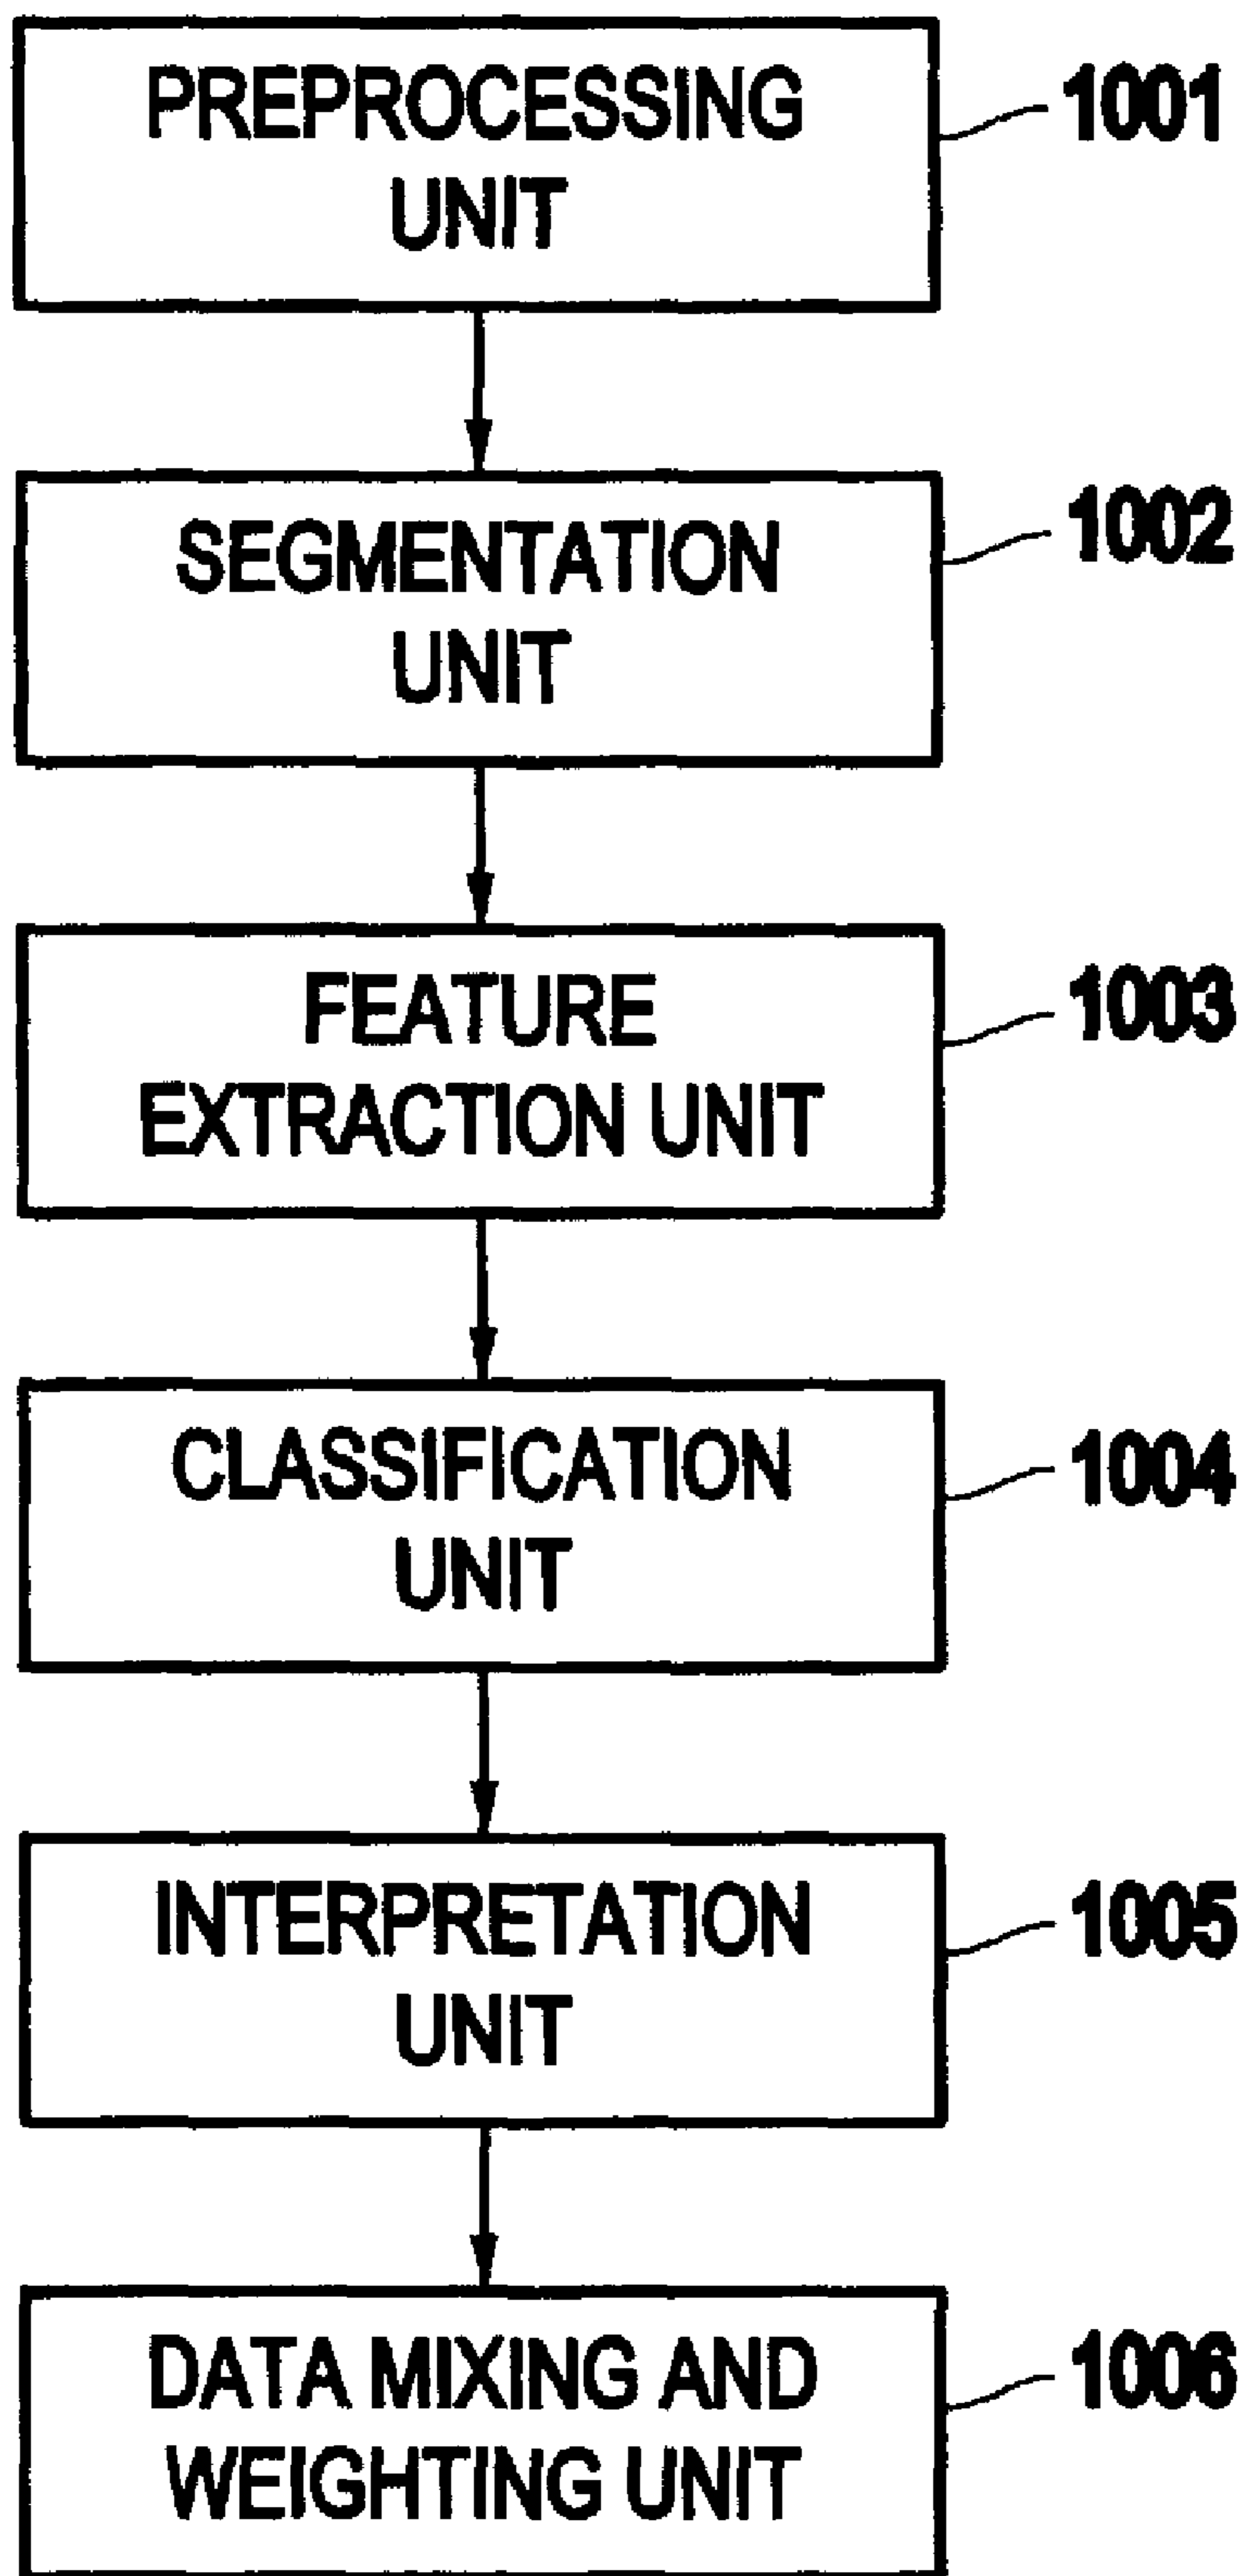 PREPROCESSING
UNIT
1001
SEGMENTATION
UNIT
1002
FEATURE
EXTRACTION UNIT
1003
CLASSIFICATION
UNIT
1004
INTERPRETATION
UNIT
1005
DATA MIXING AND
WEIGHTING UNIT
1006